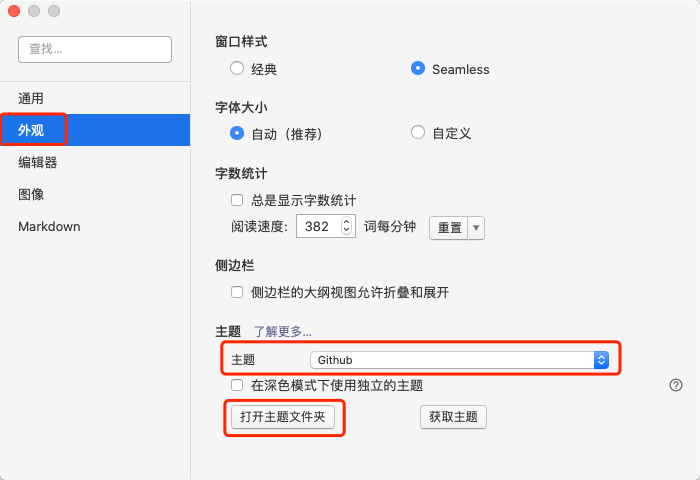 查找...
通用
外观
编辑器
图像
Markdown
窗口样式
经典 Seamless
字体大小
自动（推荐） 自定义
字数统计
总是显示字数统计
阅读速度: 382 词每分钟 重置
侧边栏
侧边栏的大纲视图允许折叠和展开
主题 了解更多...
主题 Github
在深色模式下使用独立的主题 ?
打开主题文件夹 获取主题